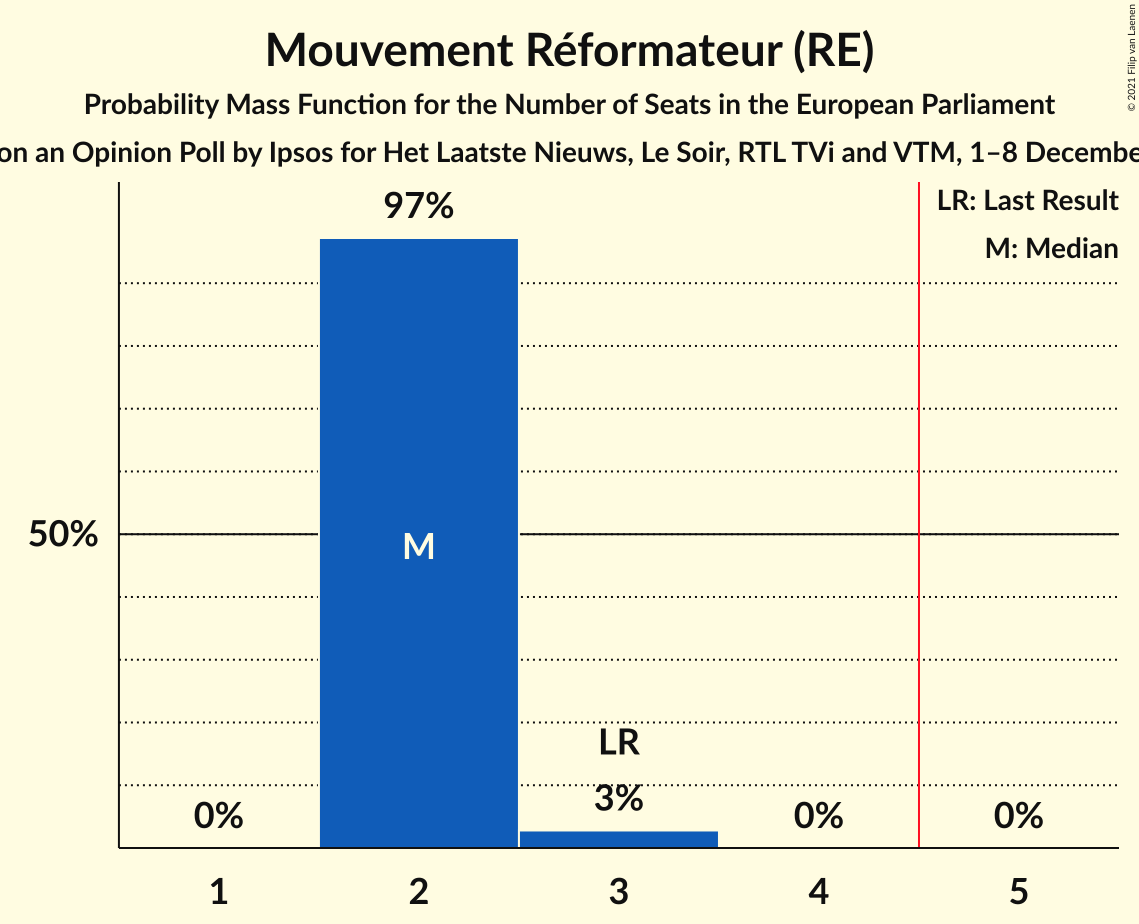 Mouvement Réformateur (RE)
Probability Mass Function for the Number of Seats in the European Parliament
on an Opinion Poll by Ipsos for Het Laatste Nieuws, Le Soir, RTL TVi and VTM, 1–8 Decembe
© 2021 Filip van Laenen
LR: Last Result
M: Median
97%
50%
M
LR
0%
3%
0%
0%
1
2
3
4
5